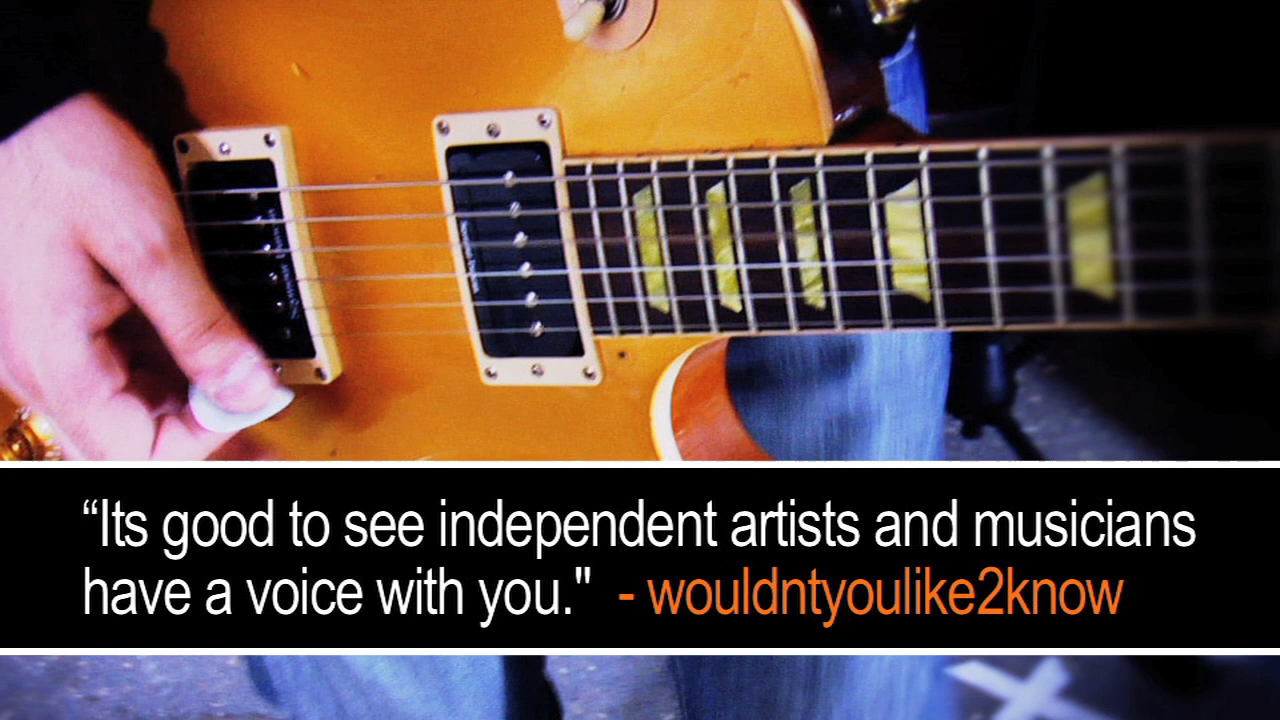 “Its good to see independent artists and musicians
have a voice with you." - wouldntyoulike2know